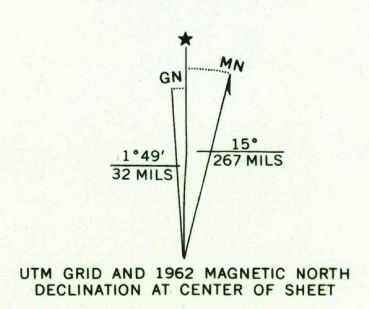 ★
GN
MN
1°49'
32 MILS
15°
267 MILS
UTM GRID AND 1962 MAGNETIC NORTH
DECLINATION AT CENTER OF SHEET